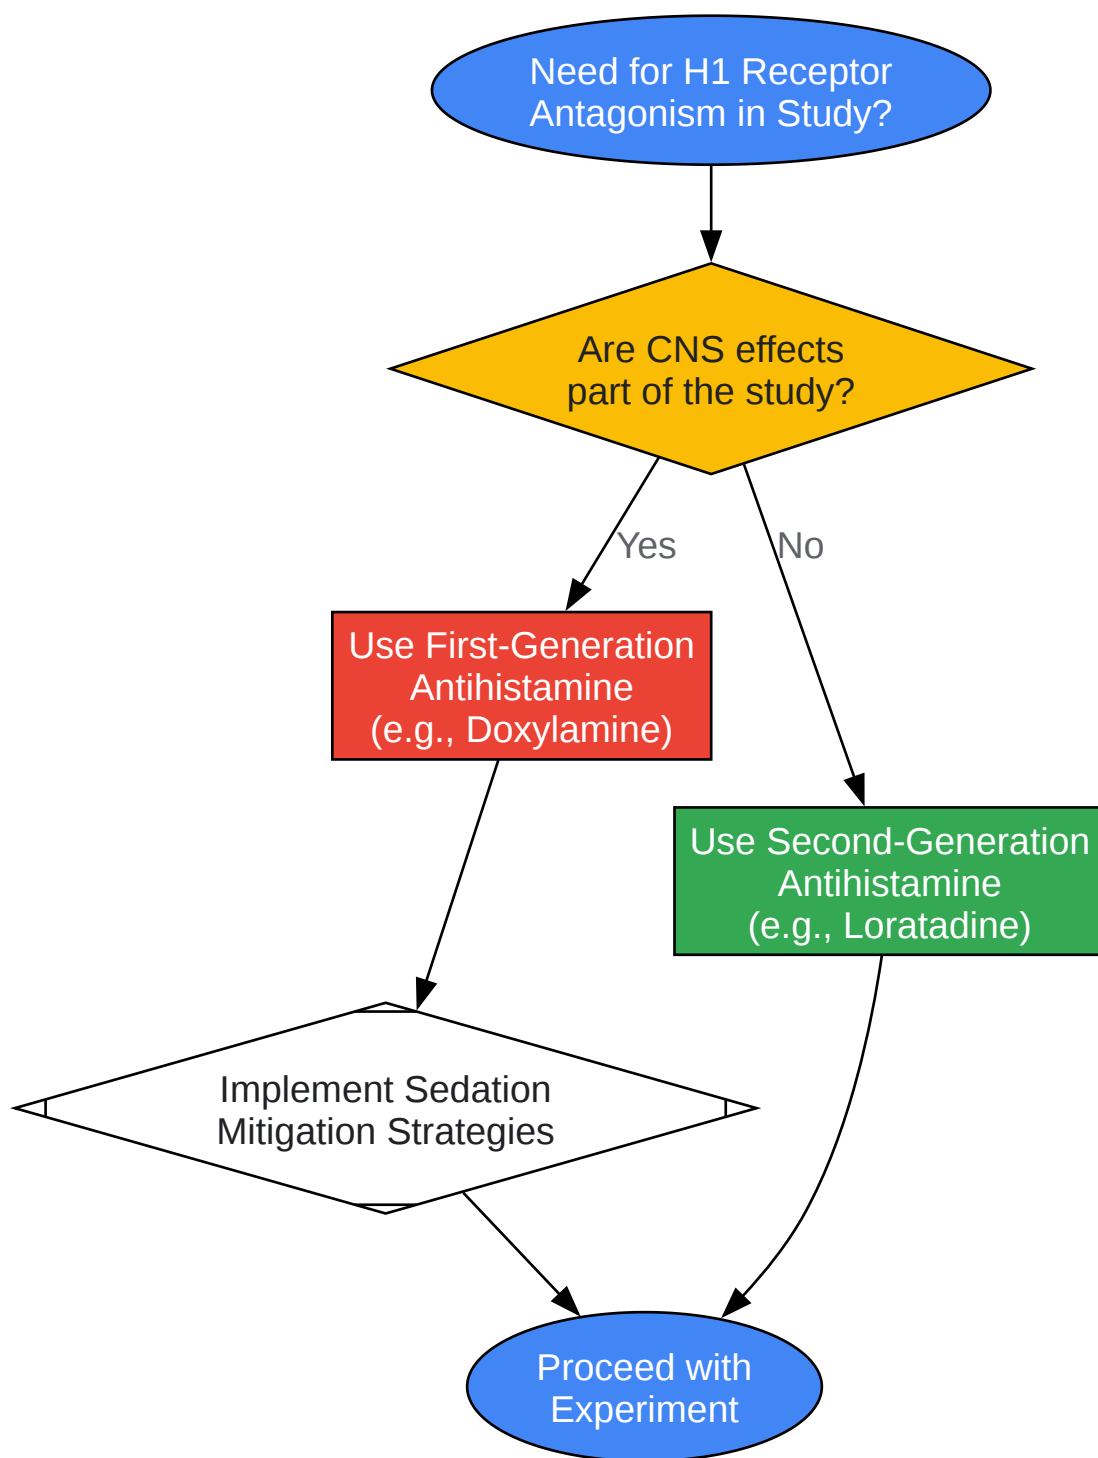 Need for H1 Receptor
Antagonism in Study?
Are CNS effects
part of the study?
Yes
No
Use First-Generation
Antihistamine
(e.g., Doxylamine)
Use Second-Generation
Antihistamine
(e.g., Loratadine)
Implement Sedation
Mitigation Strategies
Proceed with
Experiment